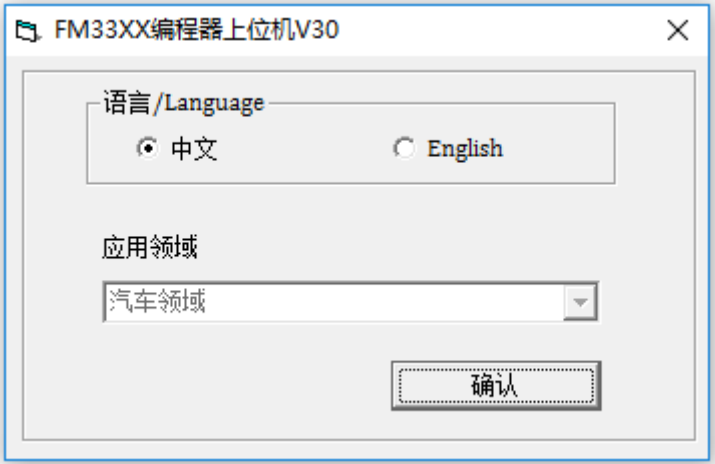 FM33XX编程器上位机V30
语言/Language
中文 English
应用领域
汽车领域
确认